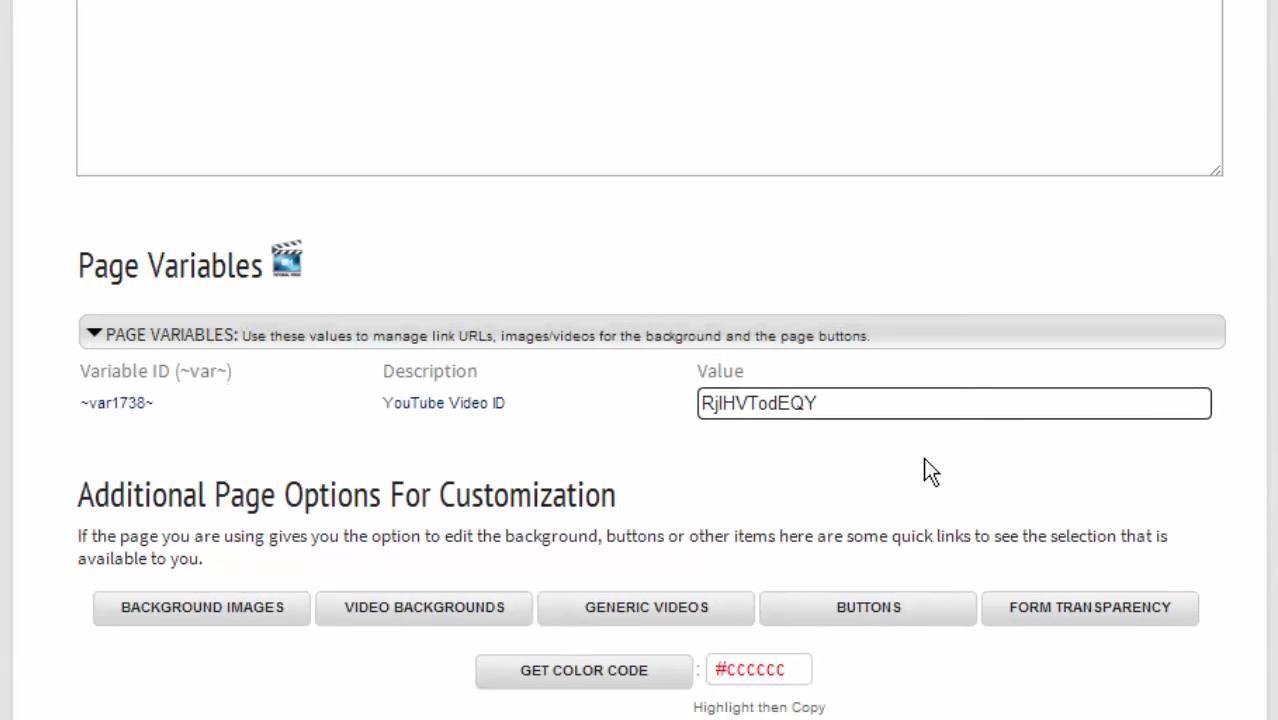 Page Variables
PAGE VARIABLES: Use these values to manage link URLs, images/videos for the background and the page buttons.
Variable ID (~var~) Description Value
~var1738~ YouTube Video ID RjlHVTodEQY
Additional Page Options For Customization
If the page you are using gives you the option to edit the background, buttons or other items here are some quick links to see the selection that is
available to you.
BACKGROUND IMAGES VIDEO BACKGROUNDS GENERIC VIDEOS BUTTONS FORM TRANSPARENCY
GET COLOR CODE : #cccccc
Highlight then Copy